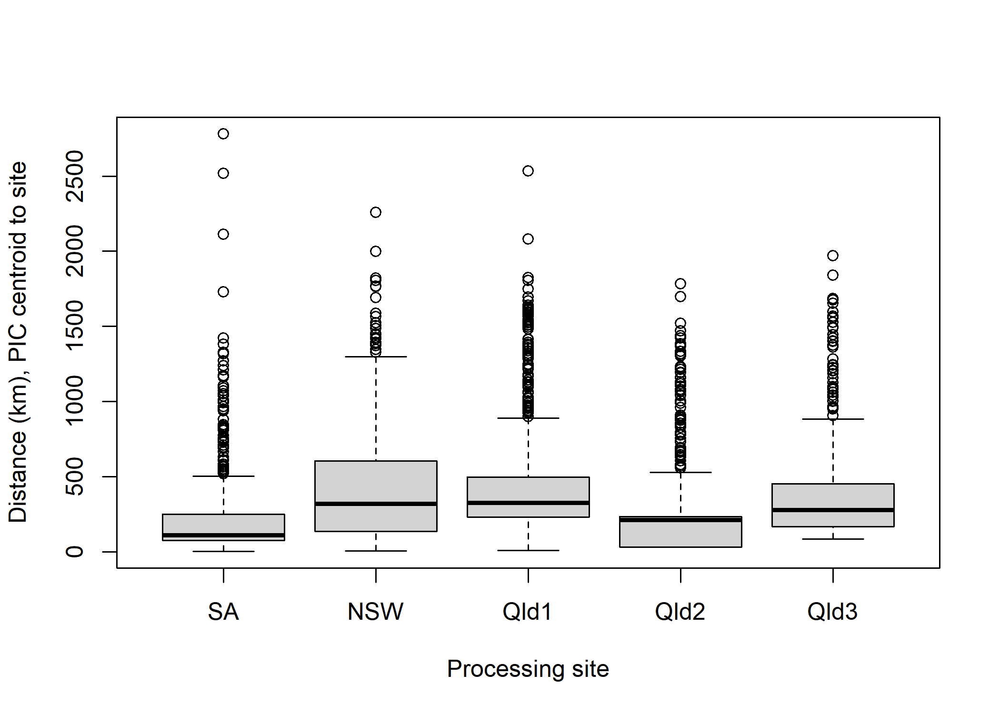 Distance (km), PIC centroid to site
2500
2000
1500
1000
500
0
SA NSW Qld1 Qld2 Qld3
Processing site